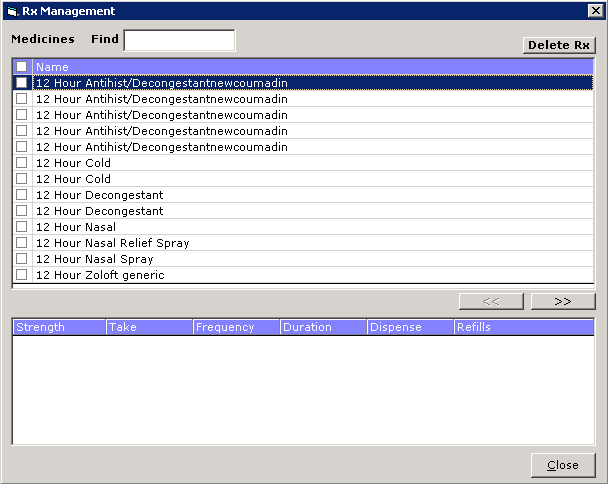 Rx Management
Medicines Find
Delete Rx
Name
12 Hour Antihist/Decongestantnewcoumadin
12 Hour Antihist/Decongestantnewcoumadin
12 Hour Antihist/Decongestantnewcoumadin
12 Hour Antihist/Decongestantnewcoumadin
12 Hour Antihist/Decongestantnewcoumadin
12 Hour Cold
12 Hour Cold
12 Hour Decongestant
12 Hour Decongestant
12 Hour Nasal
12 Hour Nasal Relief Spray
12 Hour Nasal Spray
12 Hour Zoloft generic
<< >>
Strength Take Frequency Duration Dispense Refills
Close